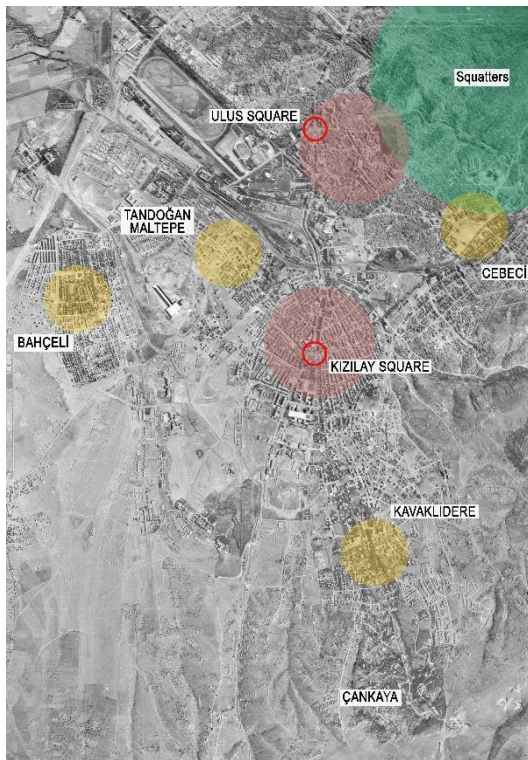 Squatters
ULUS SQUARE
TANDOĞAN
MALTEPE
CEBECİ
BAHÇELİ
KIZILAY SQUARE
KAVAKLIDERE
ÇANKAYA